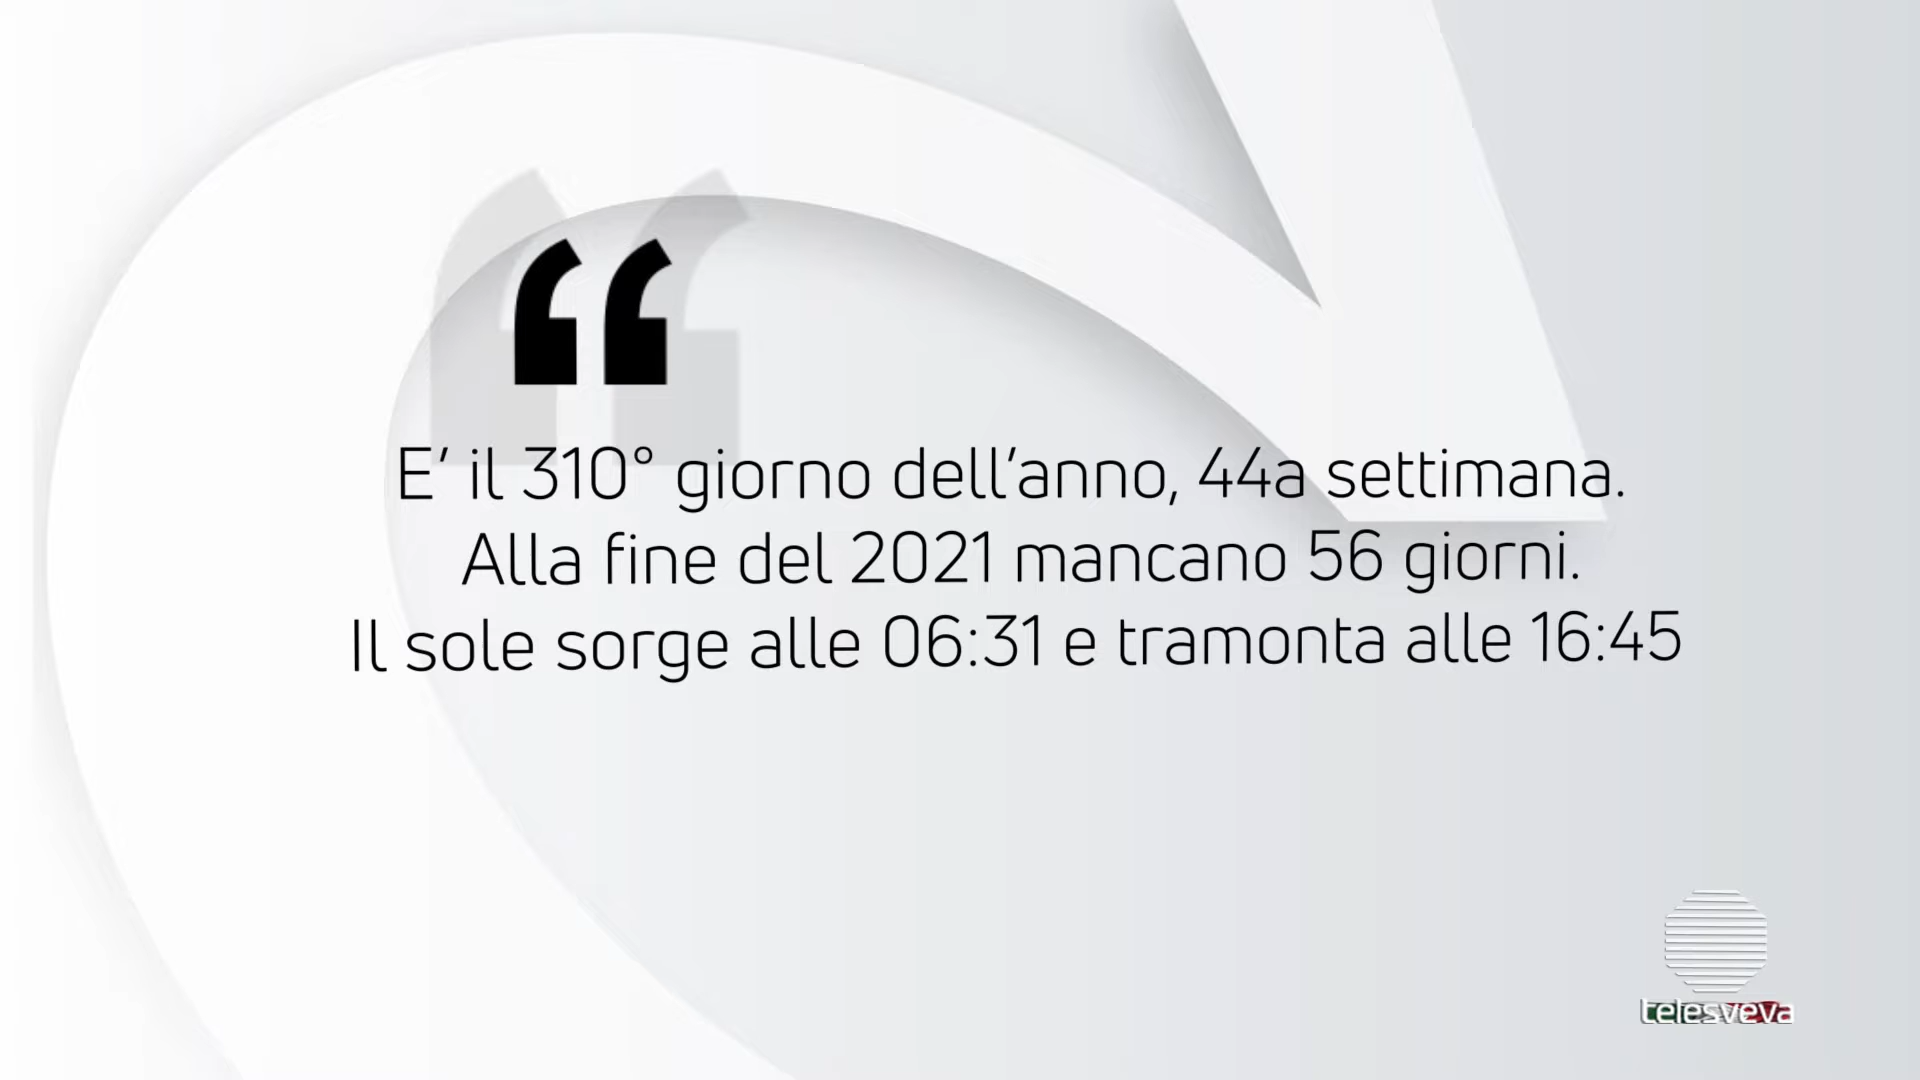 “
E’ il 310° giorno dell’anno, 44a settimana.
Alla fine del 2021 mancano 56 giorni.
Il sole sorge alle 06:31 e tramonta alle 16:45
telesveva